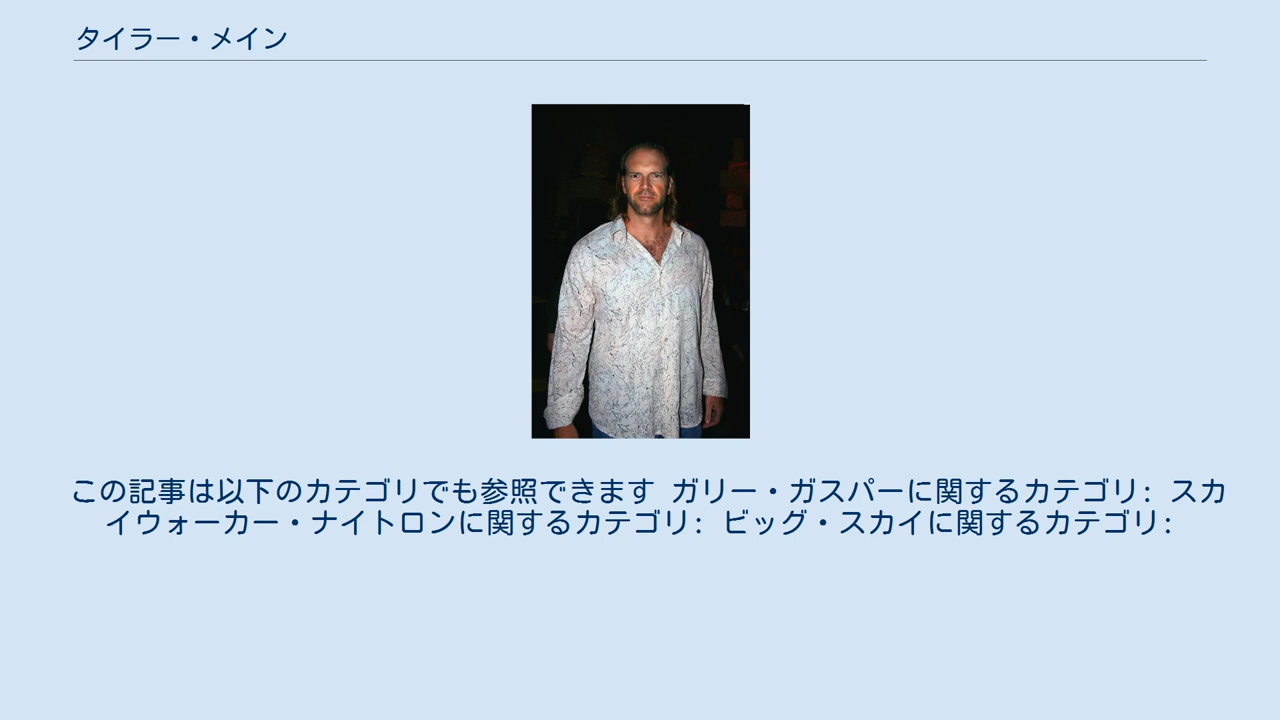 タイラー・メイン
この記事は以下のカテゴリでも参照できます ガリー・ガスパーに関するカテゴリ: スカ
イウォーカー・ナイトロンに関するカテゴリ: ビッグ・スカイに関するカテゴリ: